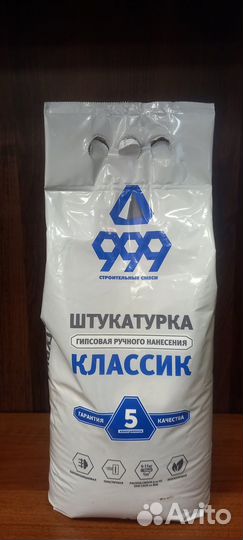 999
СТРОИТЕЛЬНЫЕ СМЕСИ
ШТУКАТУРКА
ГИПСОВАЯ РУЧНОГО НАНЕСЕНИЯ
КЛАССИК
ГАРАНТИЯ 5 КАЧЕСТВА
Avito